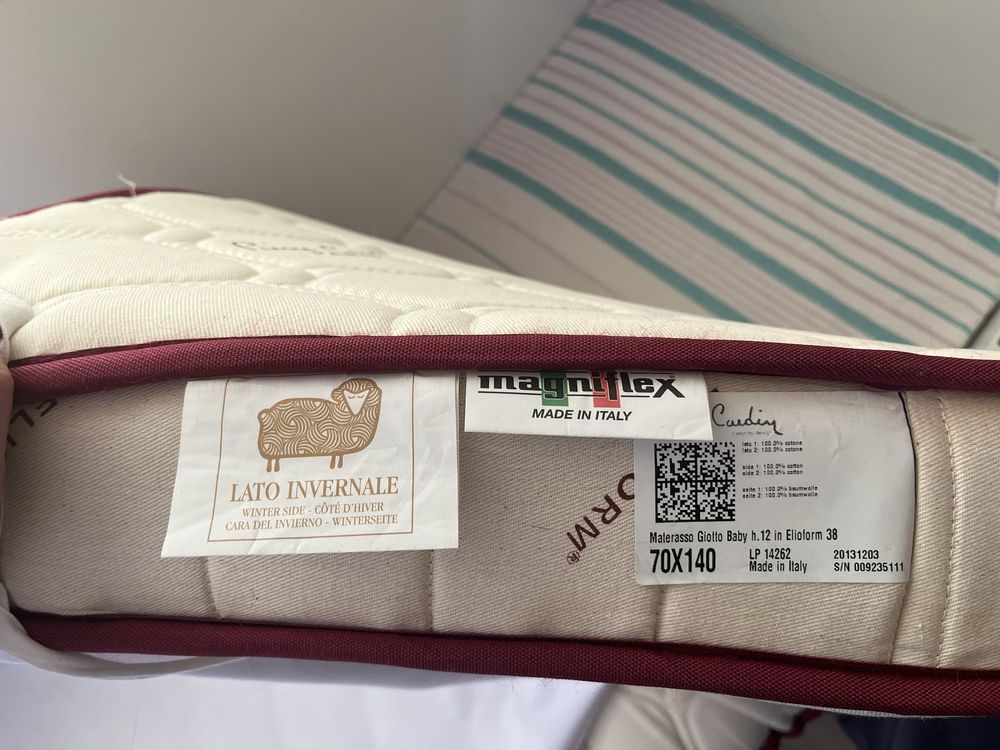 LATO INVERNALE
WINTER SIDE - CÔTÉ D'HIVER
CARA DEL INVIERNO - WINTERSEITE
magniflex®
MADE IN ITALY
ORM®
Cardin
lato 1: 100.0% cotone
lato 2: 100.0% cotone
side 1: 100.0% cotton
side 2: 100.0% cotton
seite 1: 100.0% baumwolle
seite 2: 100.0% baumwolle
Materasso Giotto Baby h.12 in Elioform 38
70X140
LP 14262
Made in Italy
20131203
S/N 009235111